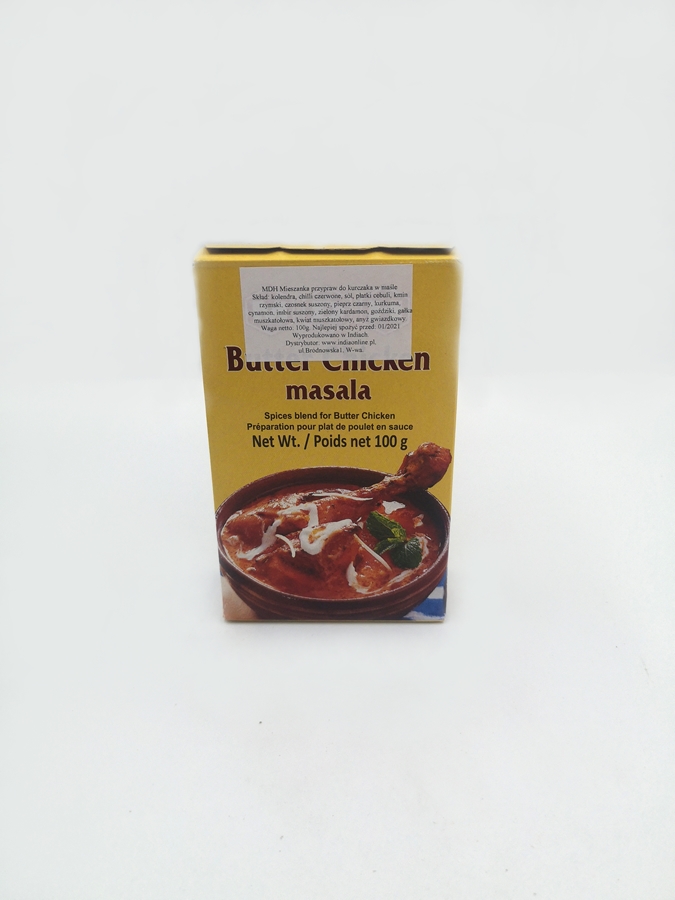 MDH Mieszanka przypraw do kurczaka w maśle
Skład: kolendra, chilli czerwone, sól, płatki cebuli, kmin
rzymski, czosnek suszony, pieprz czarny, kurkuma,
cynamon, imbir suszony, zielony kardamon, goździki, gałka
muszkatołowa, kwiat muszkatołowy, anyż gwiazdkowy.
Waga netto: 100g. Najlepiej spożyć przed: 01/2021
Wyprodukowano w Indiach.
Dystrybutor: www.indiaonline.pl,
ul.Bródnowska1, W-wa.
Butter Chicken
masala
Spices blend for Butter Chicken
Préparation pour plat de poulet en sauce
Net Wt. / Poids net 100 g